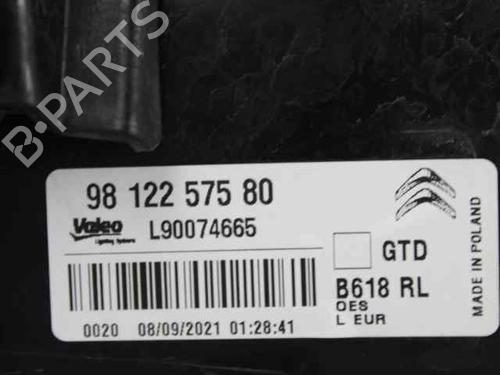 B-PARTS
98 122 575 80
Valeo
Lighting Systems
L90074665
GTD
B618 RL
OES
L EUR
0020 08/09/2021 01:28:41
MADE IN POLAND